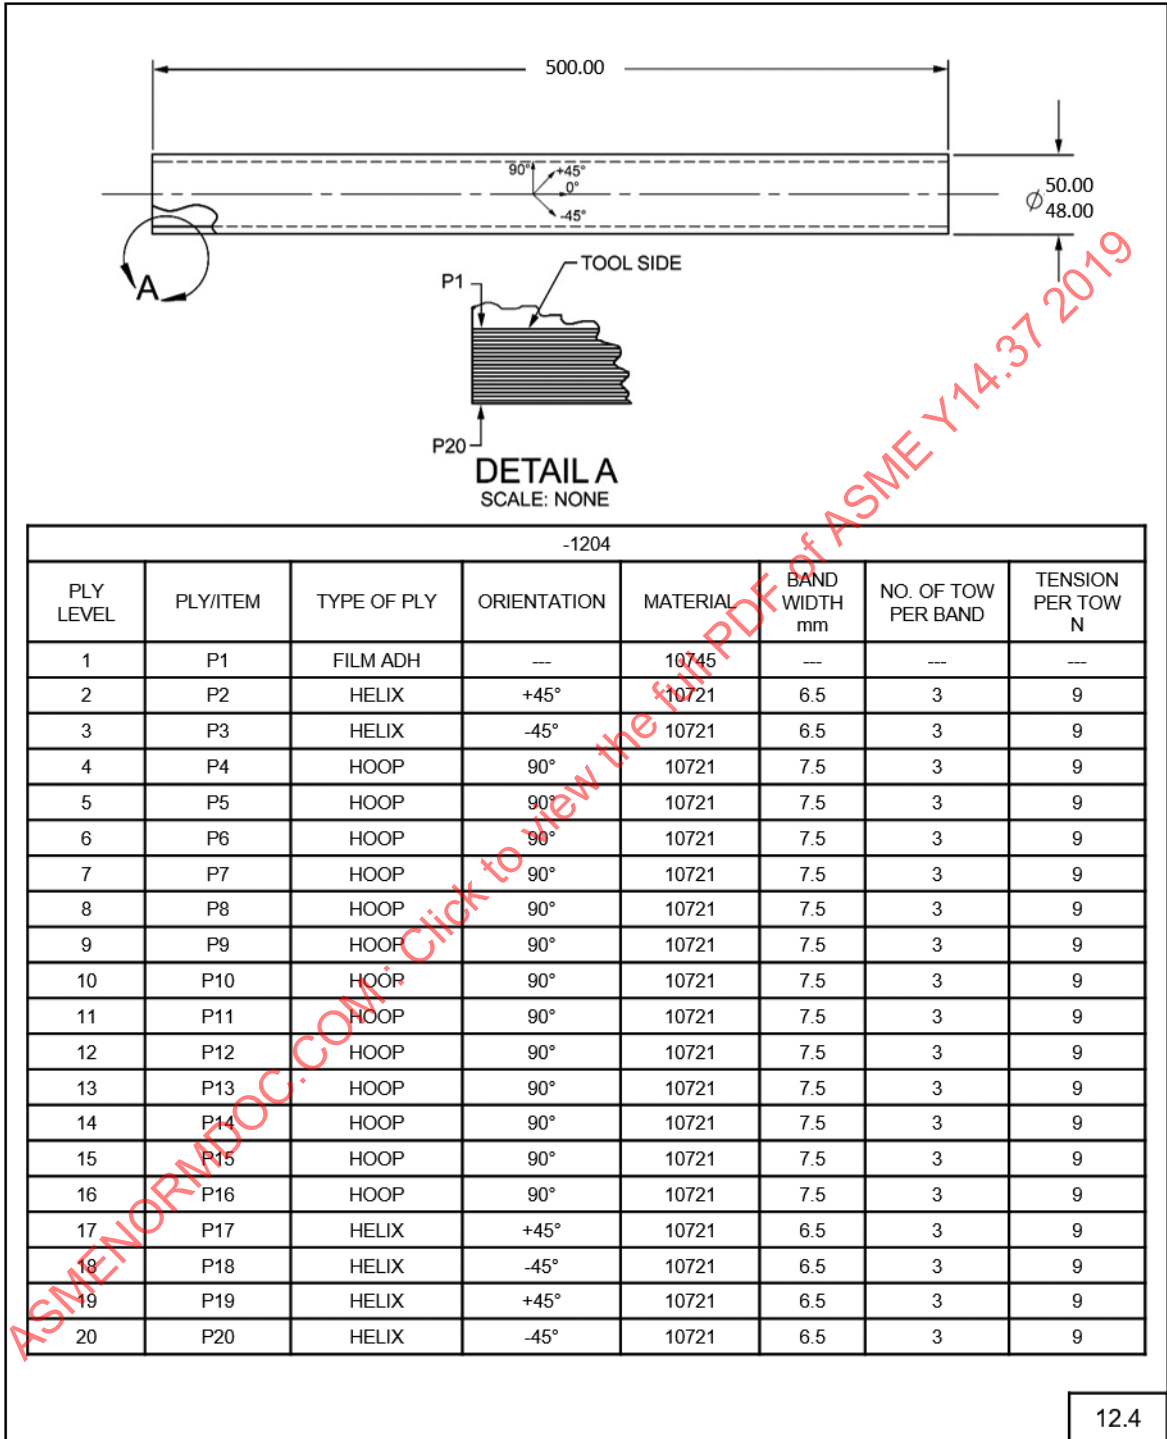 500.00
90°
+45°
0°
-45°
50.00
48.00
A
TOOL SIDE
P1
P20
DETAIL A
SCALE: NONE
-1204
PLY LEVEL PLY/ITEM TYPE OF PLY ORIENTATION MATERIAL BAND WIDTH mm NO. OF TOW PER BAND TENSION PER TOW N
1 P1 FILM ADH --- 10745 --- --- ---
2 P2 HELIX +45° 10721 6.5 3 9
3 P3 HELIX -45° 10721 6.5 3 9
4 P4 HOOP 90° 10721 7.5 3 9
5 P5 HOOP 90° 10721 7.5 3 9
6 P6 HOOP 90° 10721 7.5 3 9
7 P7 HOOP 90° 10721 7.5 3 9
8 P8 HOOP 90° 10721 7.5 3 9
9 P9 HOOP 90° 10721 7.5 3 9
10 P10 HOOP 90° 10721 7.5 3 9
11 P11 HOOP 90° 10721 7.5 3 9
12 P12 HOOP 90° 10721 7.5 3 9
13 P13 HOOP 90° 10721 7.5 3 9
14 P14 HOOP 90° 10721 7.5 3 9
15 P15 HOOP 90° 10721 7.5 3 9
16 P16 HOOP 90° 10721 7.5 3 9
17 P17 HELIX +45° 10721 6.5 3 9
18 P18 HELIX -45° 10721 6.5 3 9
19 P19 HELIX +45° 10721 6.5 3 9
20 P20 HELIX -45° 10721 6.5 3 9
12.4
ASMENORMDOC.COM : Click to view the full PDF of ASME Y14.37 2019